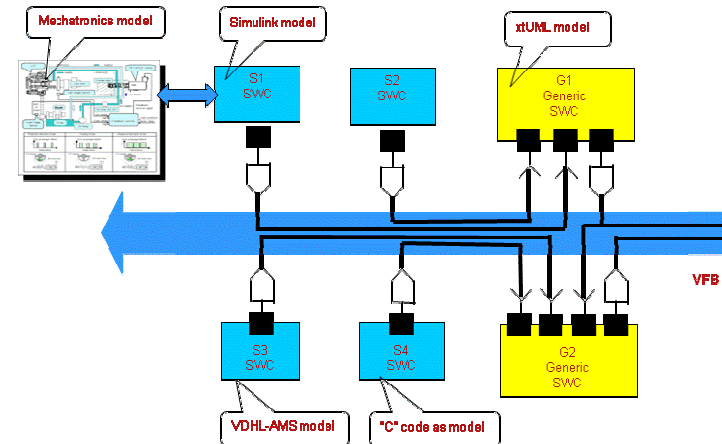 Mechatronics model
Simulink model
xtUML model
S1
SWC
S2
SWC
G1
Generic
SWC
VFB
S3
SWC
S4
SWC
G2
Generic
SWC
VDHL-AMS model
"C" code as model